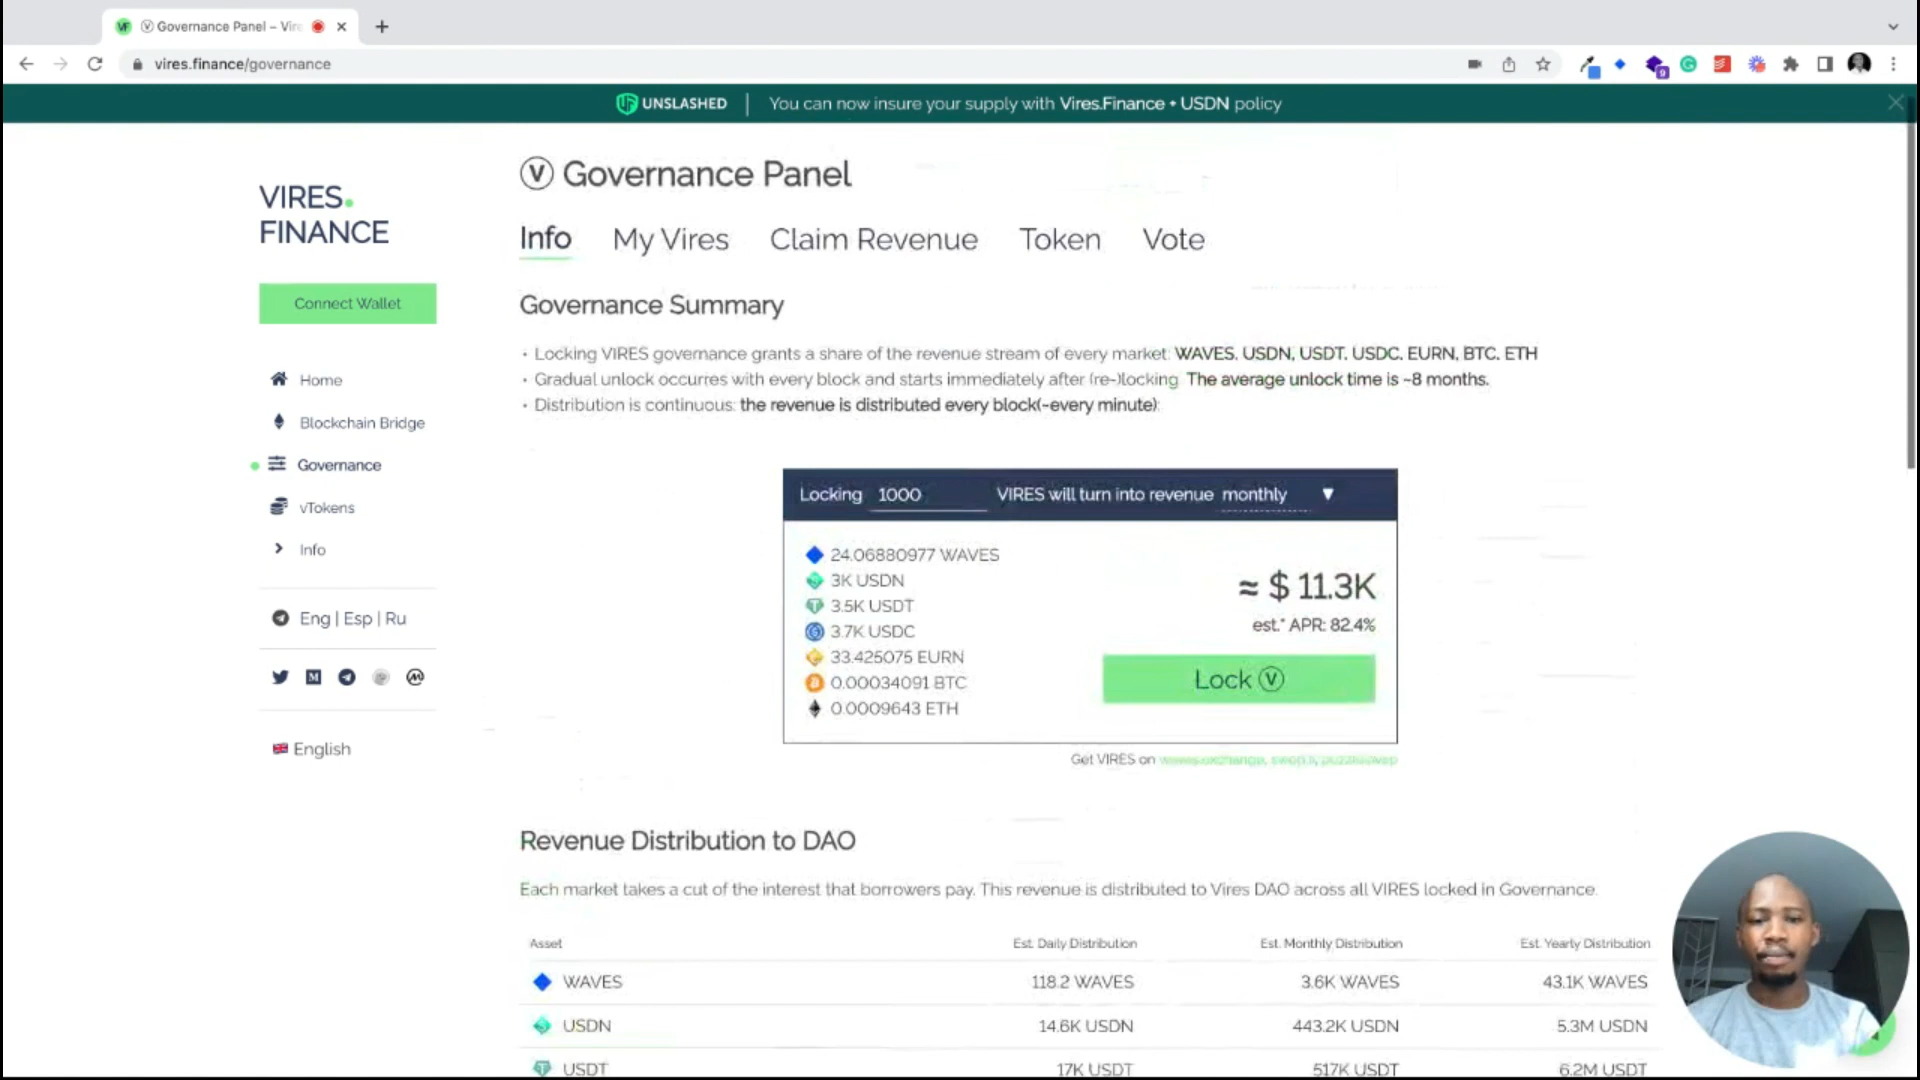 Governance Panel – Vire
vires.finance/governance
9
UNSLASHED
You can now insure your supply with Vires.Finance + USDN policy
VIRES.
FINANCE
Connect Wallet
Home
Blockchain Bridge
Governance
vTokens
Info
Eng | Esp | Ru
English
Ⓥ Governance Panel
Info
My Vires
Claim Revenue
Token
Vote
Governance Summary
• Locking VIRES governance grants a share of the revenue stream of every market: WAVES, USDN, USDT, USDC, EURN, BTC, ETH
• Gradual unlock occurres with every block and starts immediately after (re-)locking. The average unlock time is ~8 months.
• Distribution is continuous: the revenue is distributed every block(~every minute):
Locking 1000 VIRES will turn into revenue monthly ▼
24.06880977 WAVES
3K USDN
3.5K USDT
3.7K USDC
33.425075 EURN
0.00034091 BTC
0.0009643 ETH
≈ $ 11.3K
est.* APR: 82.4%
Lock Ⓥ
Get VIRES on waves.exchange, swop.fi, puzzleswap
Revenue Distribution to DAO
Each market takes a cut of the interest that borrowers pay. This revenue is distributed to Vires DAO across all VIRES locked in Governance.
Asset Est. Daily Distribution Est. Monthly Distribution Est. Yearly Distribution
WAVES 118.2 WAVES 3.6K WAVES 43.1K WAVES
USDN 14.6K USDN 443.2K USDN 5.3M USDN
USDT 17K USDT 517K USDT 6.2M USDT